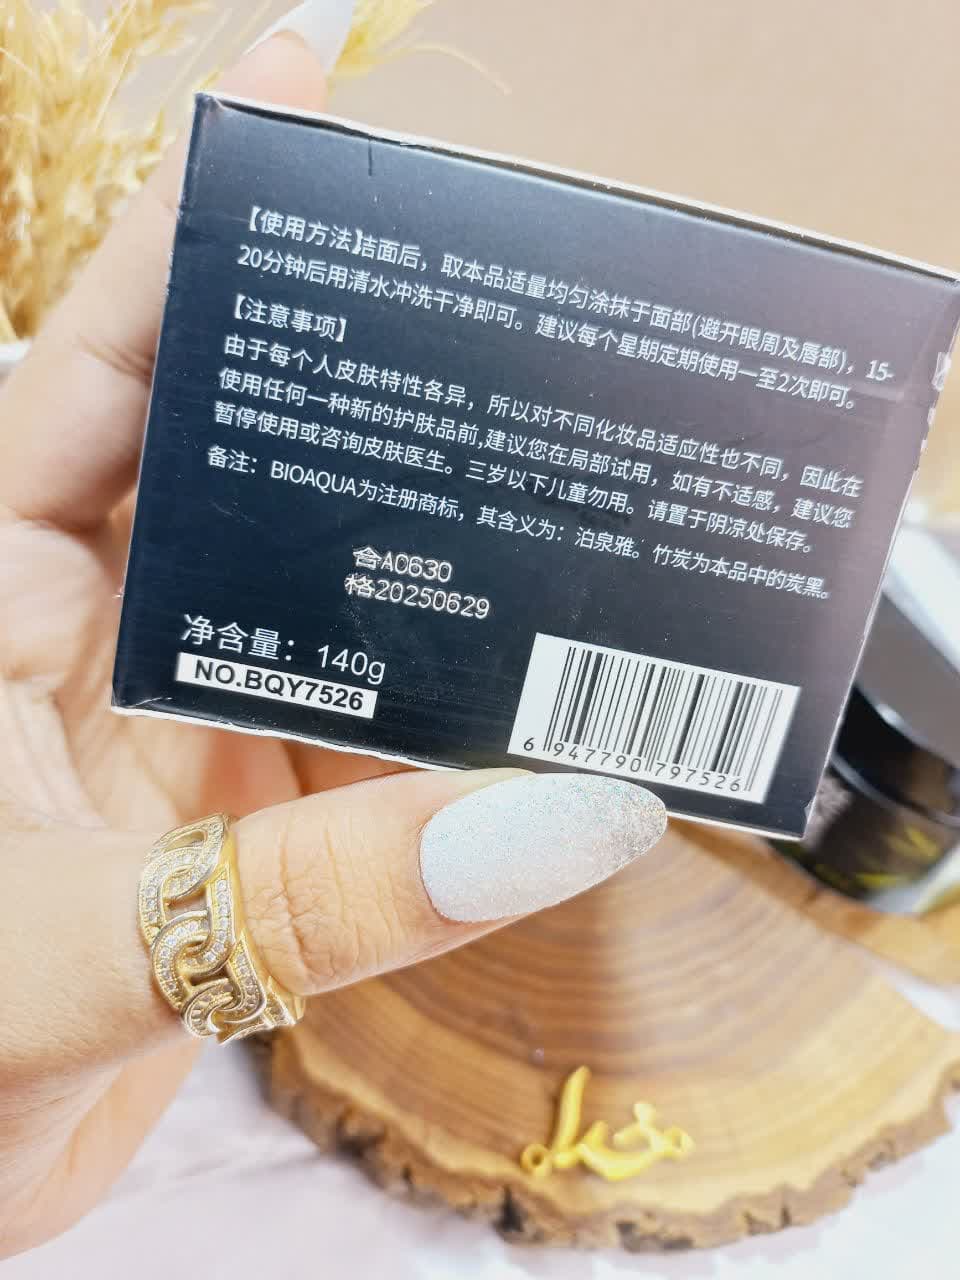 【使用方法】洁面后，取本品适量均匀涂抹于面部(避开眼周及唇部)，15-
20分钟后用清水冲洗干净即可。建议每个星期定期使用一至2次即可。
【注意事项】
由于每个人皮肤特性各异，所以对不同化妆品适应性也不同，因此在
使用任何一种新的护肤品前,建议您在局部试用，如有不适感，建议您
暂停使用或咨询皮肤医生。三岁以下儿童勿用。请置于阴凉处保存。
备注：BIOAQUA为注册商标，其含义为：泊泉雅。竹炭为本品中的炭黑。
合A0630
格20250629
净含量：140g
NO.BQY7526
6 947790 797526